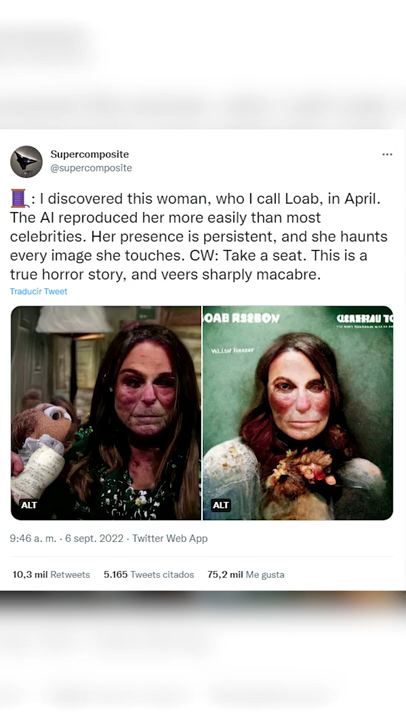 Supercomposite
@supercomposite
🧵: I discovered this woman, who I call Loab, in April.
The AI reproduced her more easily than most
celebrities. Her presence is persistent, and she haunts
every image she touches. CW: Take a seat. This is a
true horror story, and veers sharply macabre.
Traducir Tweet
OAB RSEBON
ALT
ALT
9:46 a. m. · 6 sept. 2022 · Twitter Web App
10,3 mil Retweets 5.165 Tweets citados 75,2 mil Me gusta